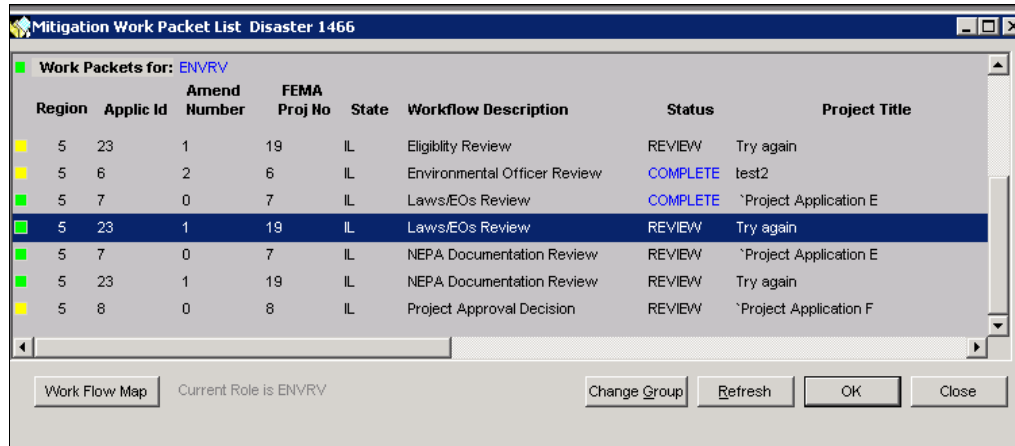 Mitigation Work Packet List Disaster 1466
Work Packets for: ENVRV
Region Applic Id Amend Number FEMA Proj No State Workflow Description Status Project Title
5 23 1 19 IL Eligiblity Review REVIEW Try again
5 6 2 6 IL Environmental Officer Review COMPLETE test2
5 7 0 7 IL Laws/EOs Review COMPLETE `Project Application E
5 23 1 19 IL Laws/EOs Review REVIEW Try again
5 7 0 7 IL NEPA Documentation Review REVIEW `Project Application E
5 23 1 19 IL NEPA Documentation Review REVIEW Try again
5 8 0 8 IL Project Approval Decision REVIEW `Project Application F
Work Flow Map Current Role is ENVRV Change Group Refresh OK Close